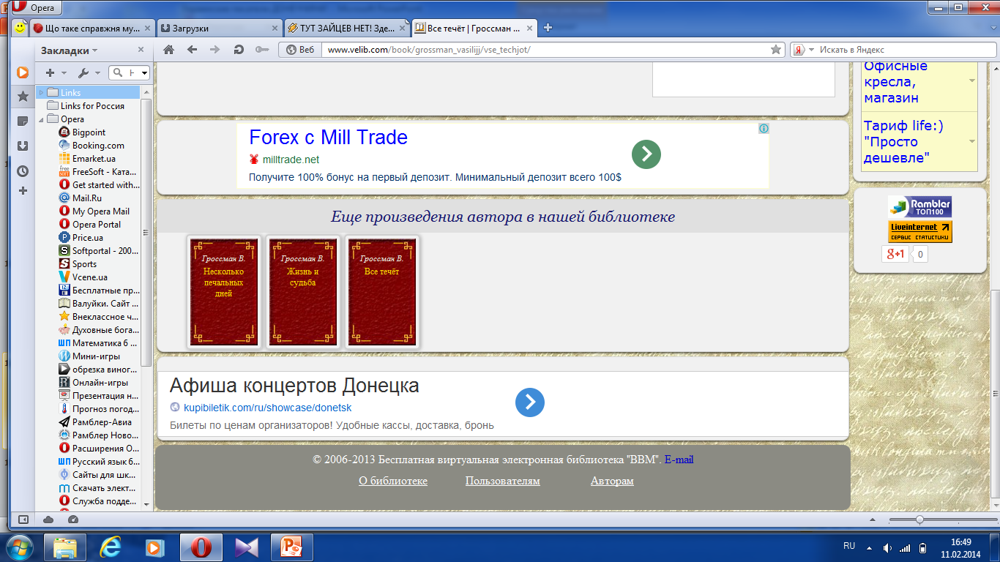 Opera
Що таке справжня му...
Загрузки
ТУТ ЗАЙЦЕВ НЕТ! Зде...
Все течёт | Гроссман ...
Закладки
Веб
www.velib.com/book/grossman_vasilijj/vse_techjot/
Искать в Яндекс
Links
Links for Россия
Opera
Bigpoint
Booking.com
Emarket.ua
FreeSoft - Ката...
Get started with...
Mail.Ru
My Opera Mail
Opera Portal
Price.ua
Softportal - 200...
Sports
Vcene.ua
Бесплатные пр...
Валуйки. Сайт ...
Внеклассное ч...
Духовные бога...
Математика 6 ...
Мини-игры
обрезка виног...
Онлайн-игры
Презентация н...
Прогноз погод...
Рамблер-Авиа
Рамблер Ново...
Расширения О...
Русский язык 6...
Сайты для шк...
Скачать элект...
Служба подде...
Forex с Mill Trade
milltrade.net
Получите 100% бонус на первый депозит. Минимальный депозит всего 100$
Еще произведения автора в нашей библиотеке
Гроссман В.
Несколько
печальных
дней
Гроссман В.
Жизнь и
судьба
Гроссман В.
Все течёт
Афиша концертов Донецка
kupibiletik.com/ru/showcase/donetsk
Билеты по ценам организаторов! Удобные кассы, доставка, бронь
© 2006-2013 Бесплатная виртуальная электронная библиотека "ВВМ". E-mail
О библиотеке Пользователям Авторам
Офисные
кресла,
магазин
Тариф life:)
"Просто
дешевле"
Rambler
ТОП100
Liveinternet
СЕРВИС СТАТИСТИКИ
g+1 0
RU
16:49
11.02.2014